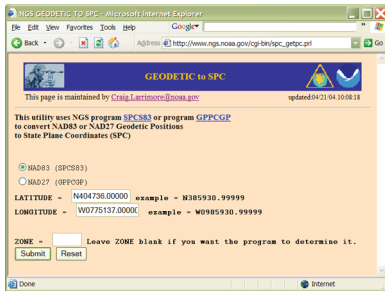 NGS GEODETIC TO SPC - Microsoft Internet Explorer
File Edit View Favorites Tools Help Google
Back Address http://www.ngs.noaa.gov/cgi-bin/spc_getpc.prl Go
GEODETIC to SPC
This page is maintained by Craig.Larrimore@noaa.gov updated:04/21/04.10:08:18
This utility uses NGS program SPCS83 or program GPPCGP
to convert NAD83 or NAD27 Geodetic Positions
to State Plane Coordinates (SPC)
NAD83 (SPCS83)
NAD27 (GPPCGP)
LATITUDE = N404736.00000 example = N385930.99999
LONGITUDE = W0775137.0000 example = W0985930.99999
ZONE = Leave ZONE blank if you want the program to determine it.
Submit Reset
Done Internet